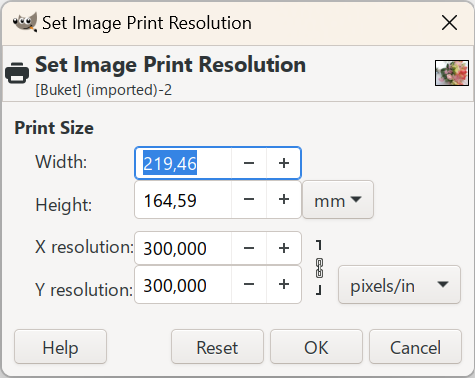 Set Image Print Resolution
Set Image Print Resolution
[Buket] (imported)-2
Print Size
Width: 219,46 − +
Height: 164,59 − + mm
X resolution: 300,000 − +
Y resolution: 300,000 − + pixels/in
Help Reset OK Cancel